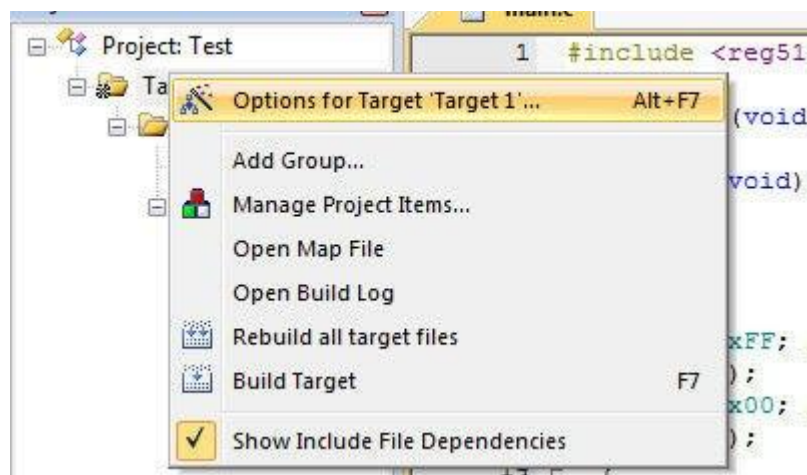 main.c
Project: Test
1 #include <reg51
Ta
Options for Target 'Target 1'... Alt+F7
(void
Add Group...
void)
Manage Project Items...
Open Map File
Open Build Log
Rebuild all target files
xFF;
Build Target F7
);
x00;
Show Include File Dependencies
);